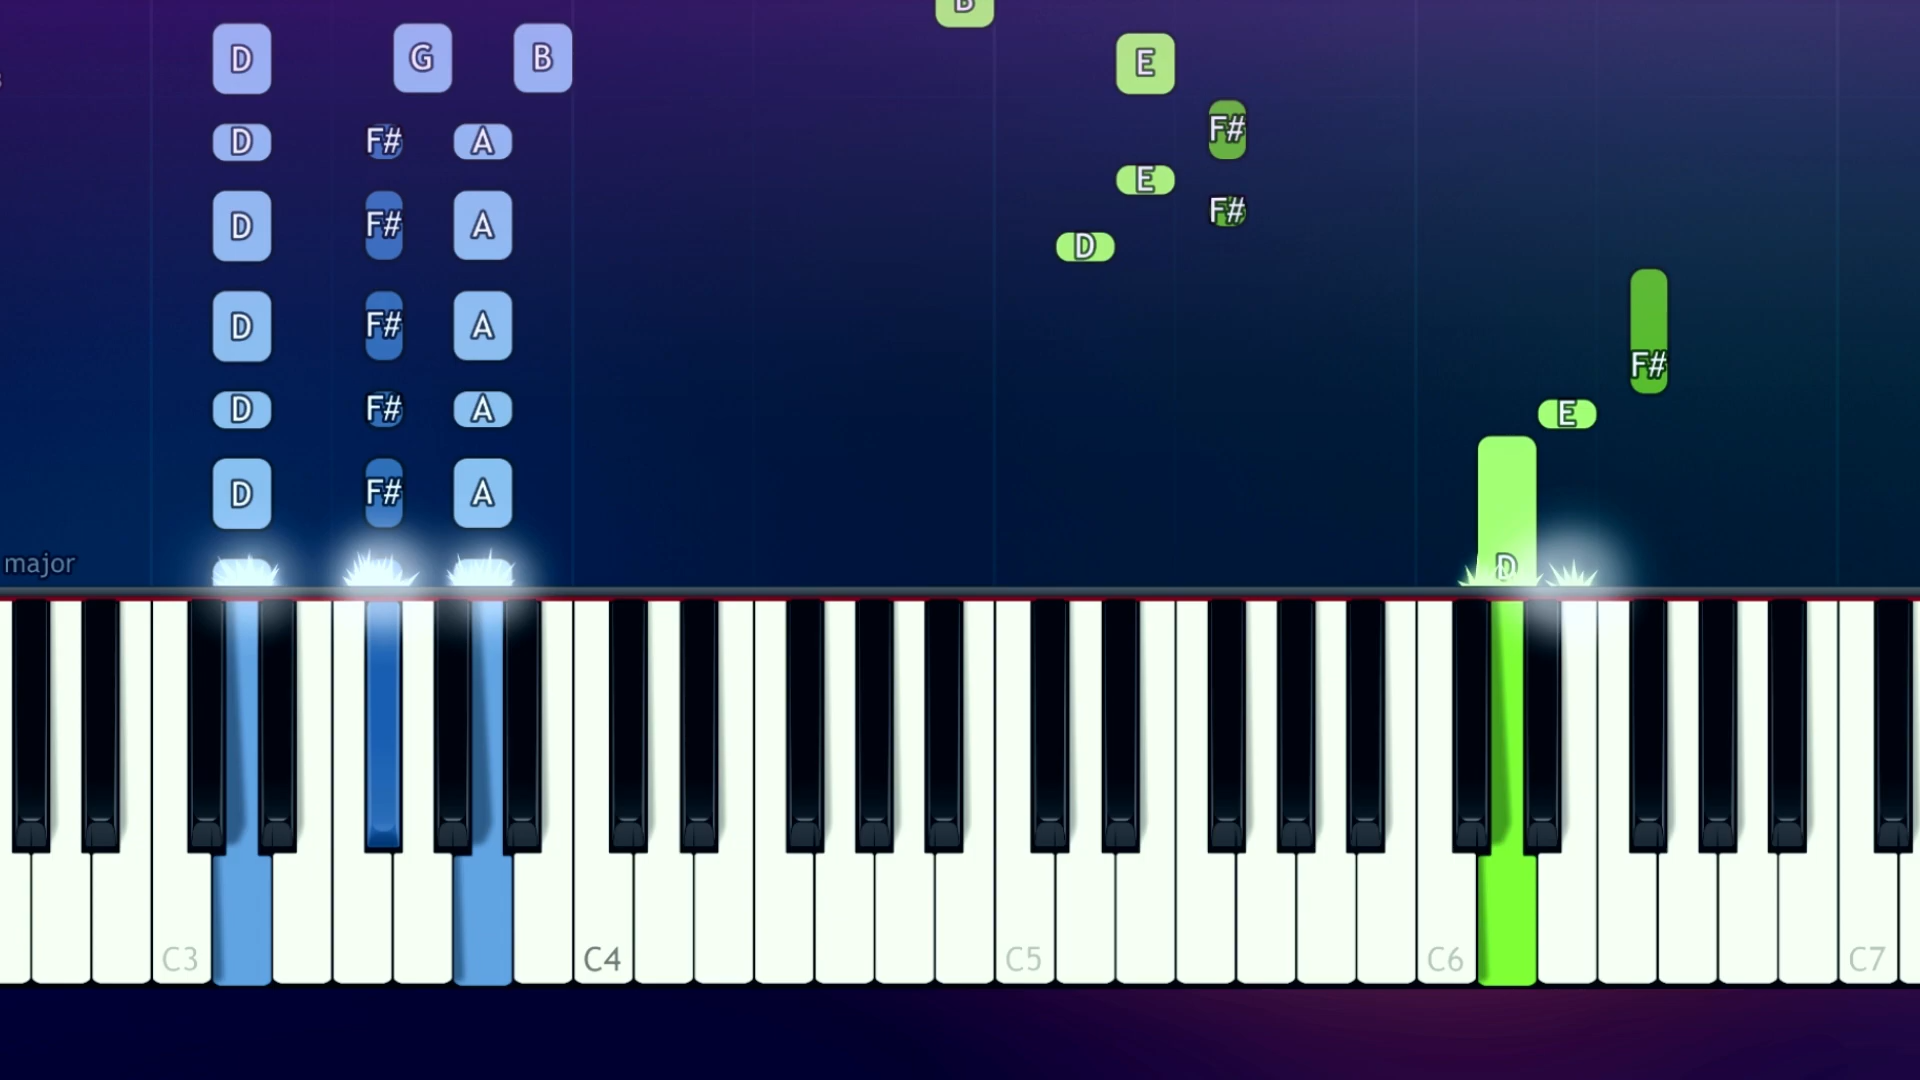 B
D G B E
D F# A F#
E
D F# A F#
D
D F# A F#
D F# A E
D F# A
major D
C3 C4 C5 C6 C7